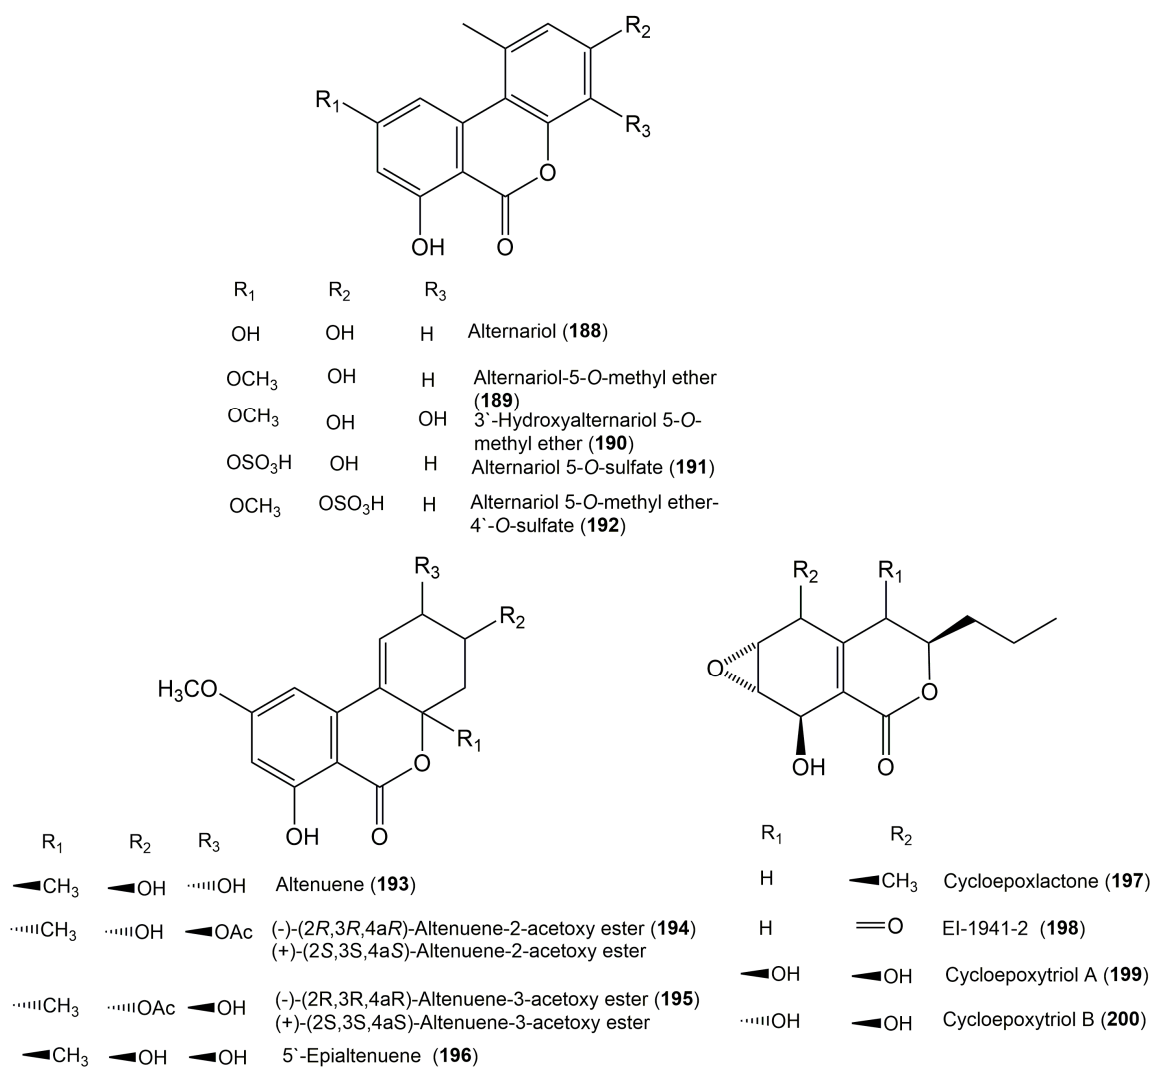 R2
R1
R3
O
OH
O
R1 R2 R3
OH OH H Alternariol (188)
OCH3 OH H Alternariol-5-O-methyl ether
(189)
OCH3 OH OH 3`-Hydroxyalternariol 5-O-
methyl ether (190)
OSO3H OH H Alternariol 5-O-sulfate (191)
OCH3 OSO3H H Alternariol 5-O-methyl ether-
4`-O-sulfate (192)
R3
R2
H3CO
R1
O
OH O
R2 R1
O
O
OH O
R1 R2 R3
CH3 OH OH Altenuene (193)
CH3 OH OAc (-)-(2R,3R,4aR)-Altenuene-2-acetoxy ester (194)
(+)-(2S,3S,4aS)-Altenuene-2-acetoxy ester
CH3 OAc OH (-)-(2R,3R,4aR)-Altenuene-3-acetoxy ester (195)
(+)-(2S,3S,4aS)-Altenuene-3-acetoxy ester
CH3 OH OH 5`-Epialtenuene (196)
R1 R2
H CH3 Cycloepoxlactone (197)
H =O EI-1941-2 (198)
OH OH Cycloepoxytriol A (199)
OH OH Cycloepoxytriol B (200)